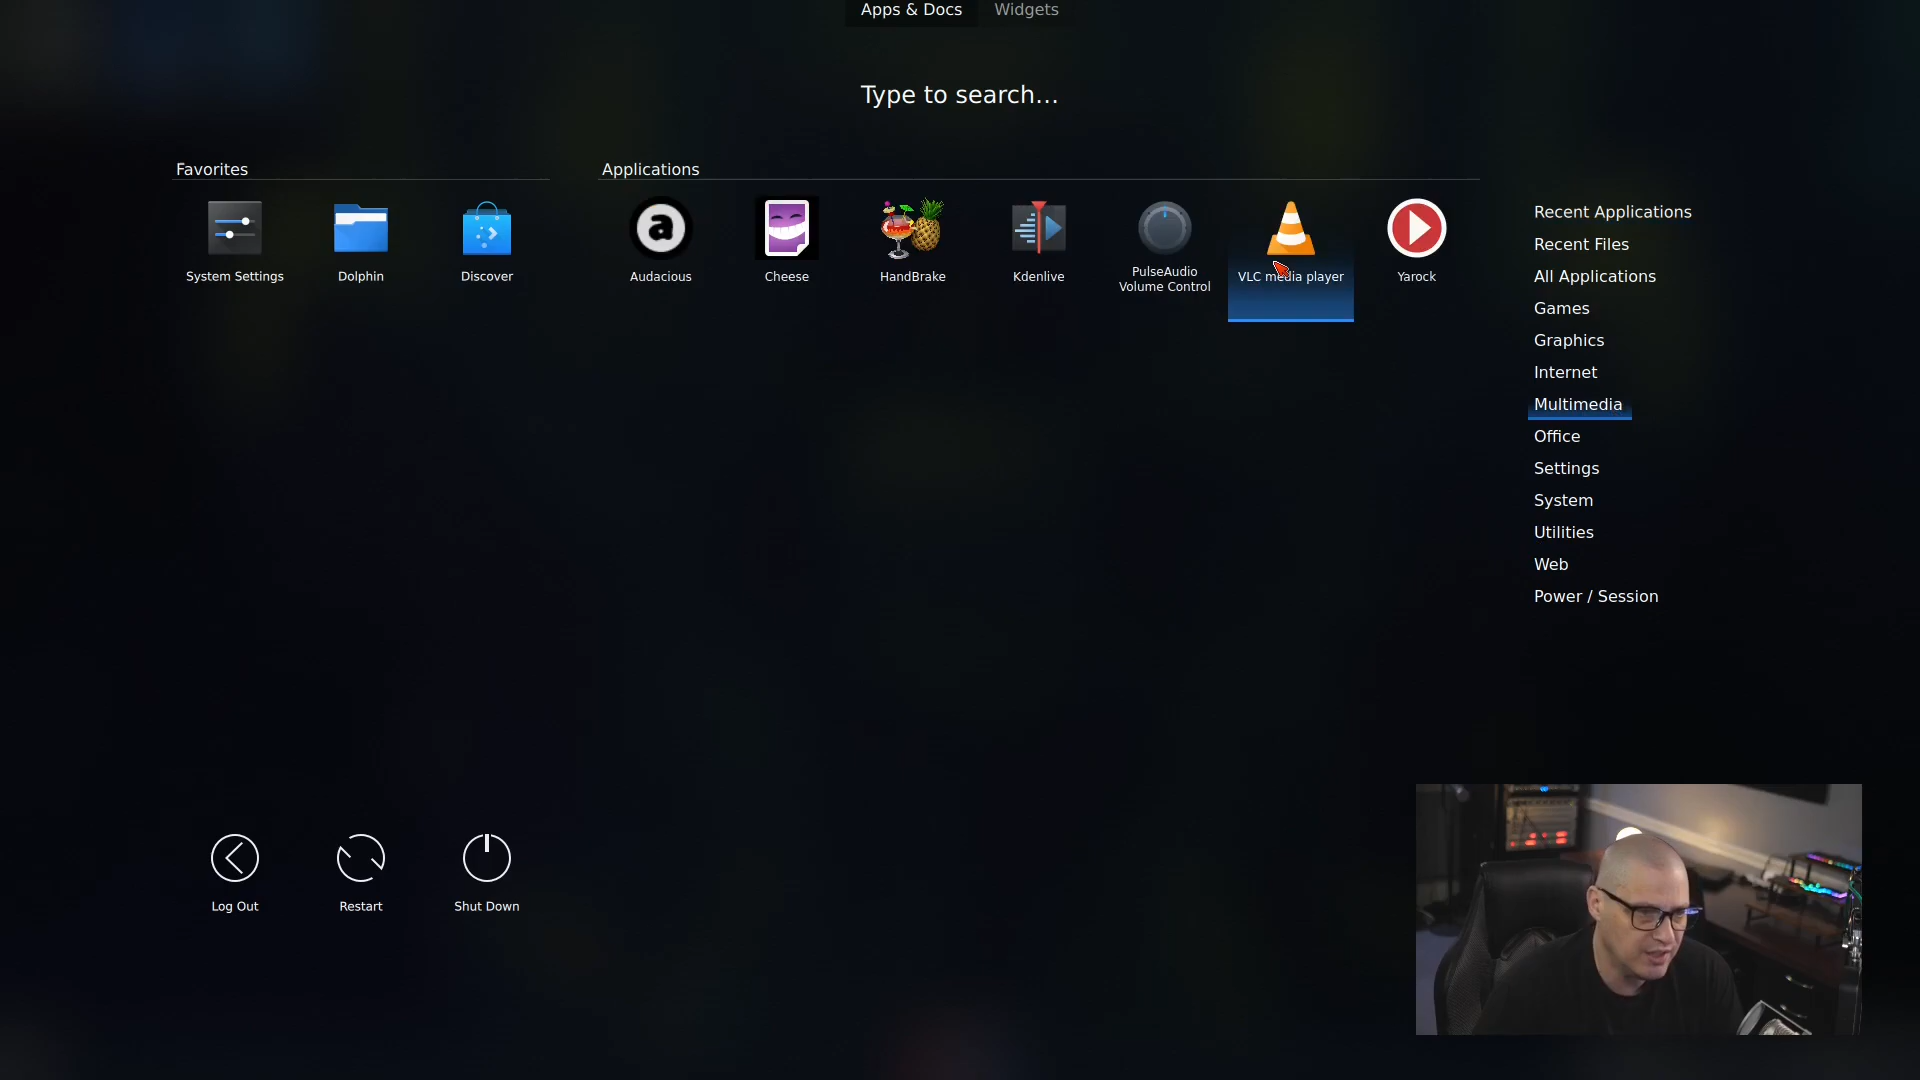 Apps & Docs
Widgets
Type to search...
Favorites
Applications
System Settings
Dolphin
Discover
Audacious
Cheese
HandBrake
Kdenlive
PulseAudio
Volume Control
VLC media player
Yarock
Recent Applications
Recent Files
All Applications
Games
Graphics
Internet
Multimedia
Office
Settings
System
Utilities
Web
Power / Session
Log Out
Restart
Shut Down